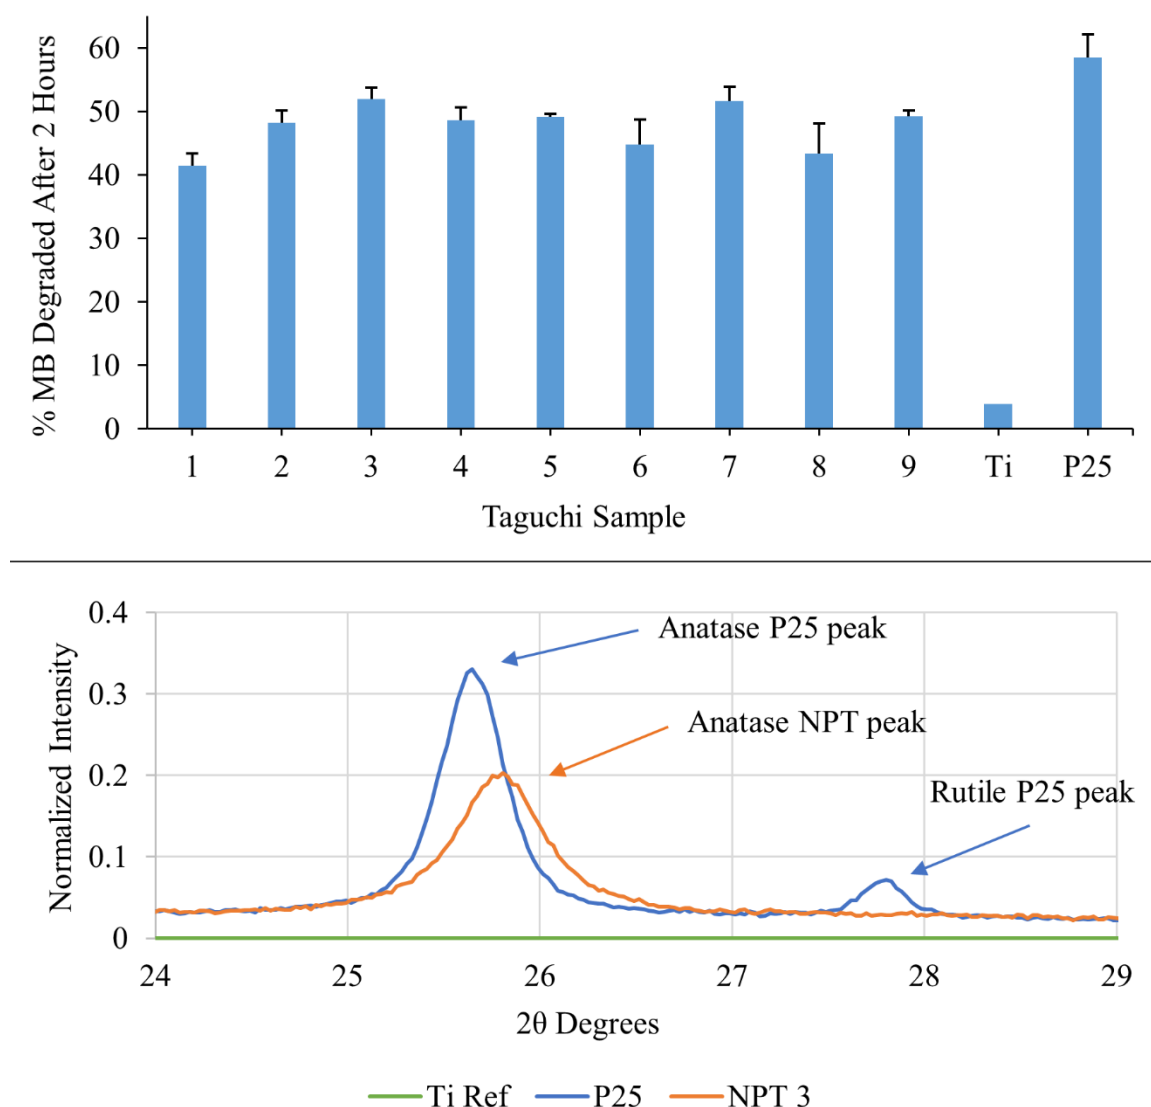 % MB Degraded After 2 Hours
60
50
40
30
20
10
0
1 2 3 4 5 6 7 8 9 Ti P25
Taguchi Sample
Normalized Intensity
0.4
0.3
0.2
0.1
0
Anatase P25 peak
Anatase NPT peak
Rutile P25 peak
24 25 26 27 28 29
2θ Degrees
Ti Ref P25 NPT 3